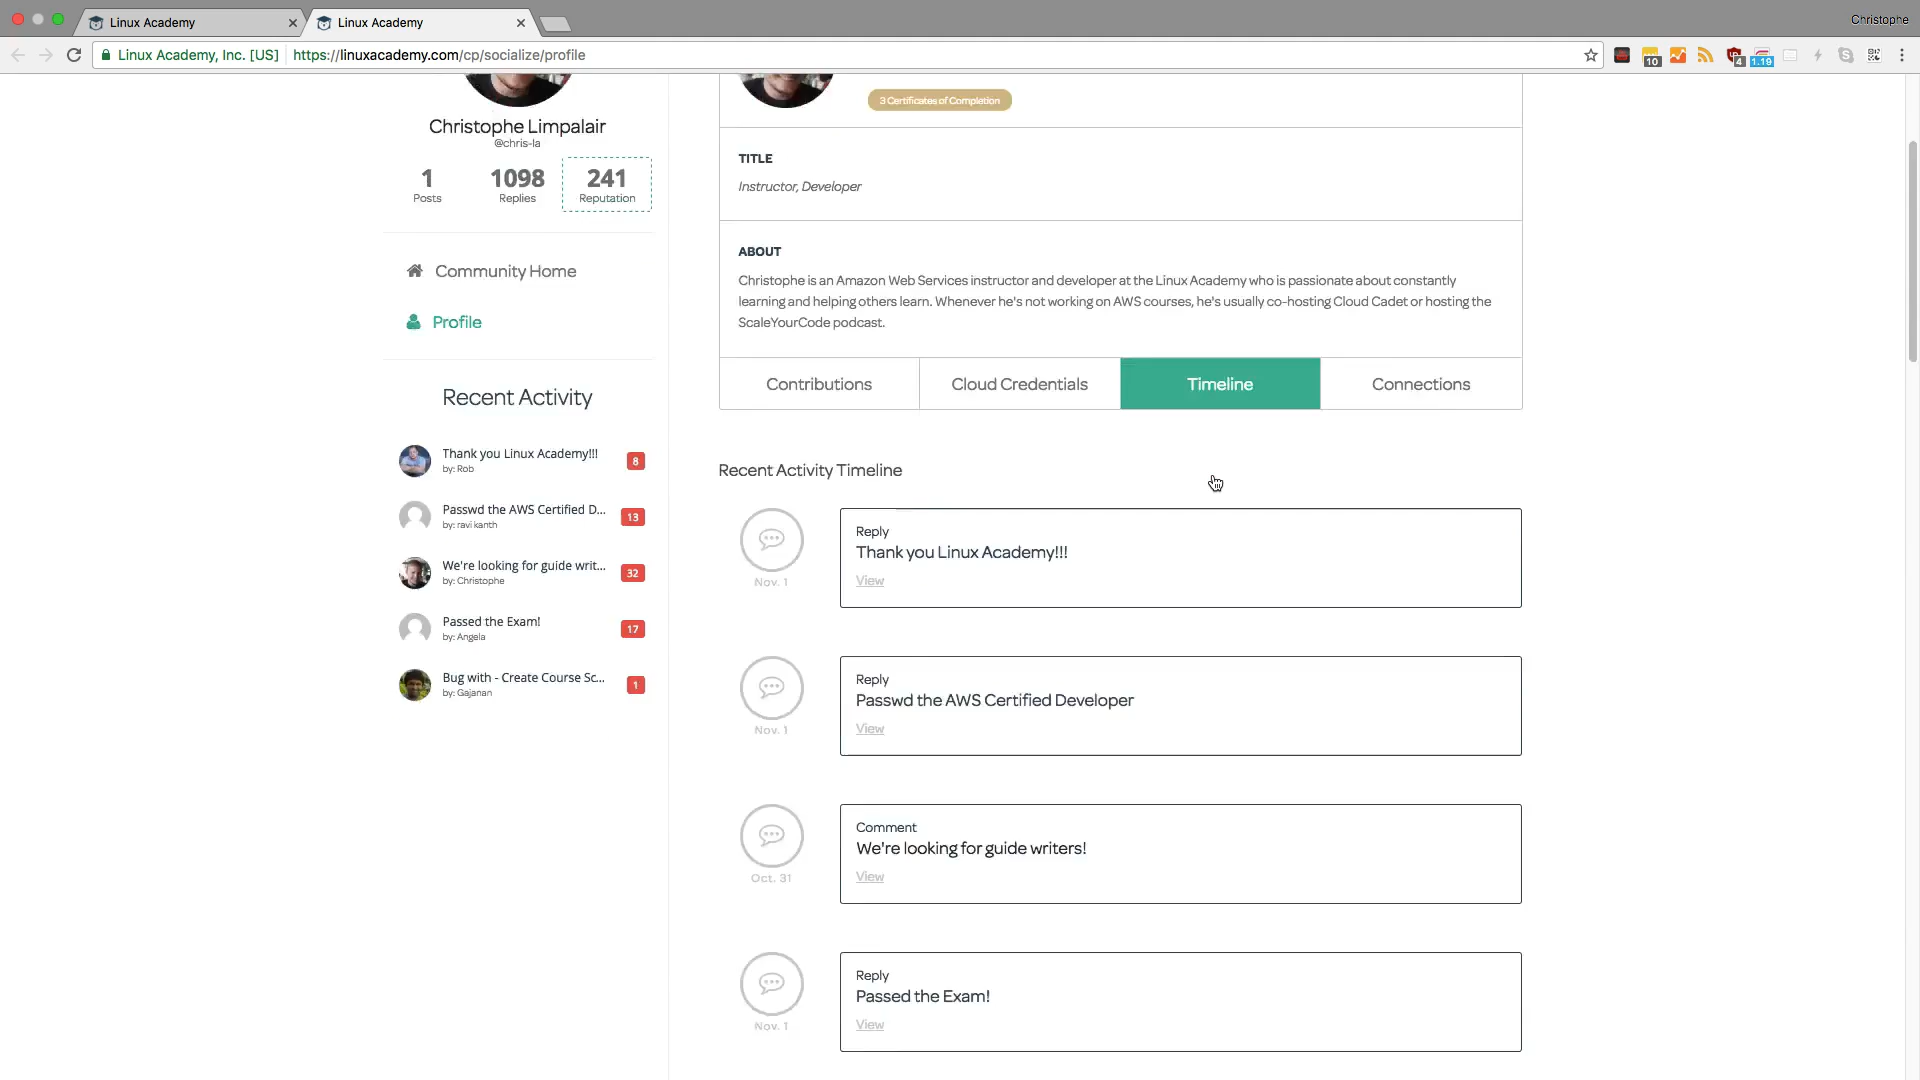 Linux Academy
Linux Academy
Christophe
Linux Academy, Inc. [US]
https://linuxacademy.com/cp/socialize/profile
10
4
1.19
Christophe Limpalair
@chris-la
1
Posts
1098
Replies
241
Reputation
Community Home
Profile
Recent Activity
Thank you Linux Academy!!!
by: Rob
8
Passwd the AWS Certified D...
by: ravi kanth
13
We're looking for guide writ...
by: Christophe
32
Passed the Exam!
by: Angela
17
Bug with - Create Course Sc...
by: Gajanan
1
3 Certificates of Completion
TITLE
Instructor, Developer
ABOUT
Christophe is an Amazon Web Services instructor and developer at the Linux Academy who is passionate about constantly
learning and helping others learn. Whenever he's not working on AWS courses, he's usually co-hosting Cloud Cadet or hosting the
ScaleYourCode podcast.
Contributions
Cloud Credentials
Timeline
Connections
Recent Activity Timeline
Nov. 1
Reply
Thank you Linux Academy!!!
View
Nov. 1
Reply
Passwd the AWS Certified Developer
View
Oct. 31
Comment
We're looking for guide writers!
View
Nov. 1
Reply
Passed the Exam!
View